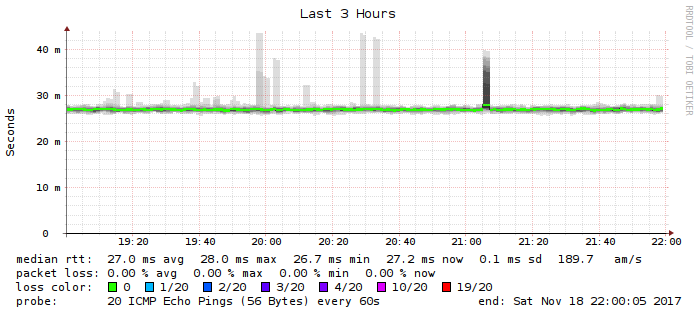 Last 3 Hours
RRDTOOL / TOBI OETIKER
Seconds
40 m
30 m
20 m
10 m
0
19:20 19:40 20:00 20:20 20:40 21:00 21:20 21:40 22:00
median rtt: 27.0 ms avg 28.0 ms max 26.7 ms min 27.2 ms now 0.1 ms sd 189.7 am/s
packet loss: 0.00 % avg 0.00 % max 0.00 % min 0.00 % now
loss color: 0 1/20 2/20 3/20 4/20 10/20 19/20
probe: 20 ICMP Echo Pings (56 Bytes) every 60s end: Sat Nov 18 22:00:05 2017